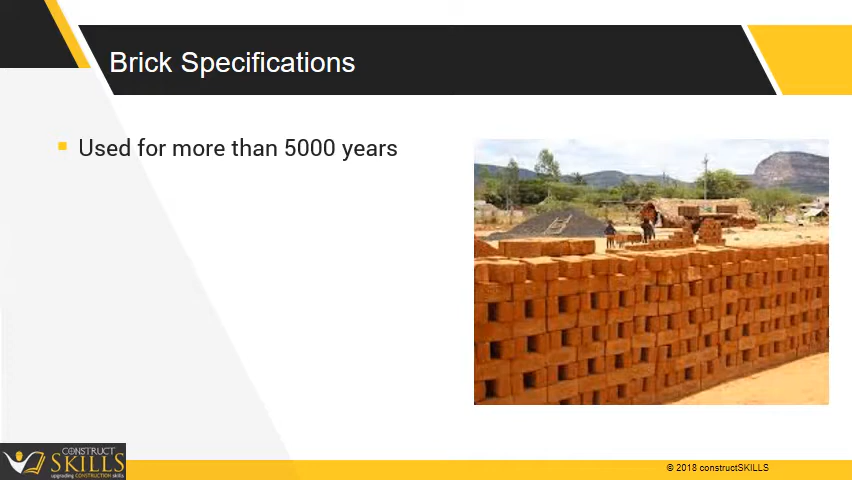 Brick Specifications
Used for more than 5000 years
CONSTRUCT
SKILLS
upgrading CONSTRUCTION skills
© 2018 constructSKILLS